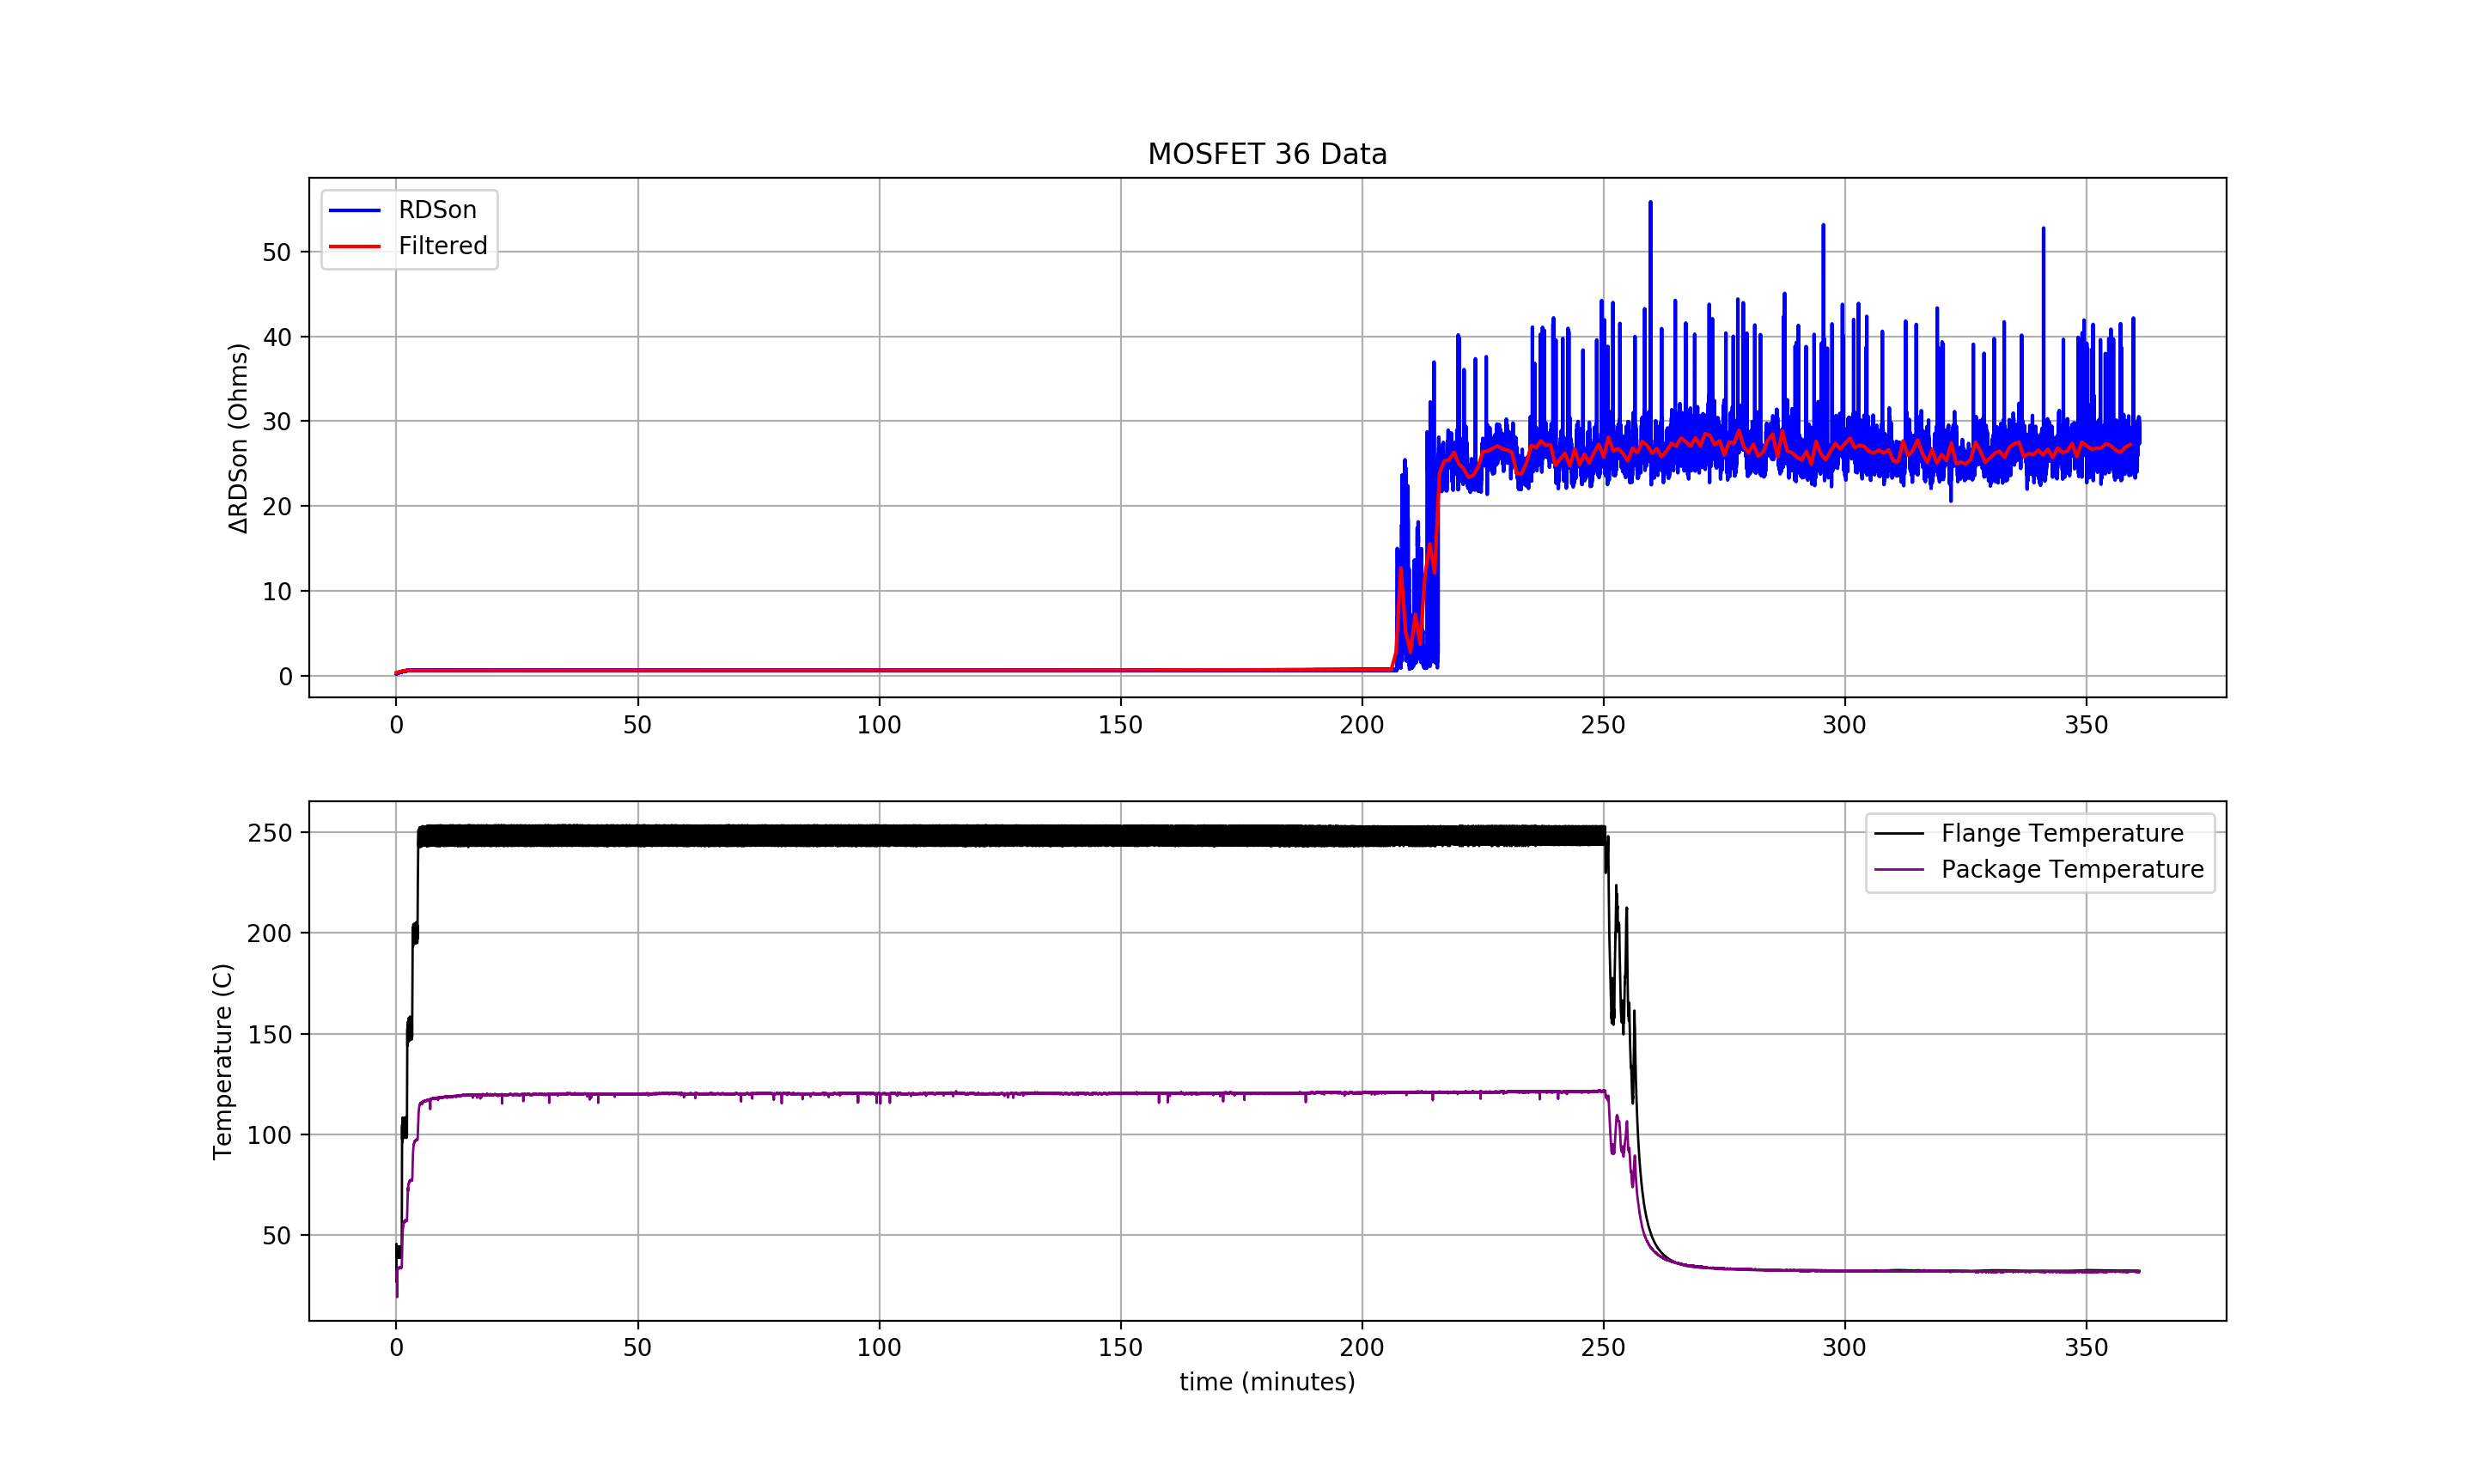 MOSFET 36 Data
RDSon
Filtered
ΔRDSon (Ohms)
50
40
30
20
10
0
0 50 100 150 200 250 300 350
Flange Temperature
Package Temperature
Temperature (C)
250
200
150
100
50
0 50 100 150 200 250 300 350
time (minutes)